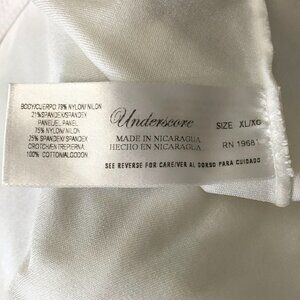 BODY/CUERPO: 79% NYLON/NILON
21% SPANDEX/SPANDEX
PANEL/EL PANEL
75% NYLON/NILON
25% SPANDEX/SPANDEX
CROTCH/ENTREPIERNA
100% COTTON/ALGODON
Underscore
MADE IN NICARAGUA
HECHO EN NICARAGUA
SIZE XL/XG
RN 1968
SEE REVERSE FOR CARE/VER AL DORSO PARA CUIDADO